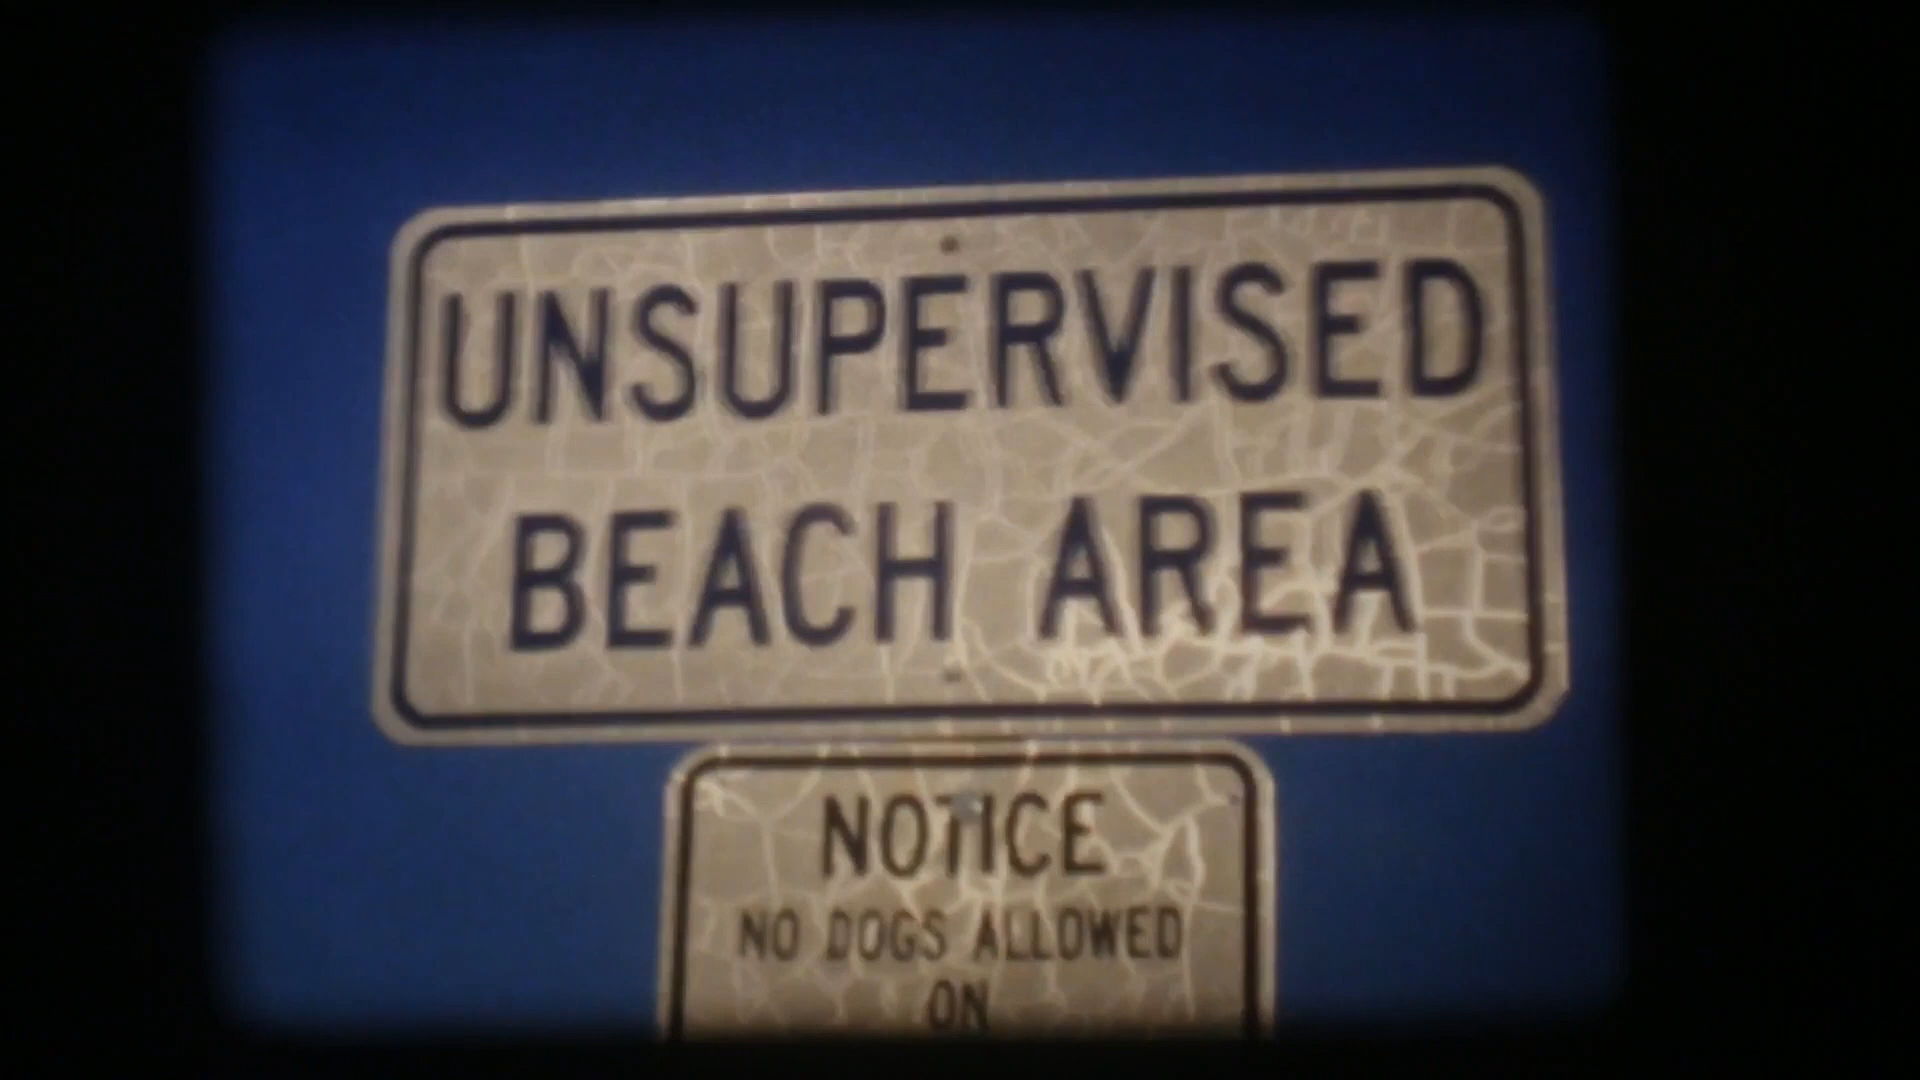 UNSUPERVISED
BEACH AREA
NOTICE
NO DOGS ALLOWED
ON